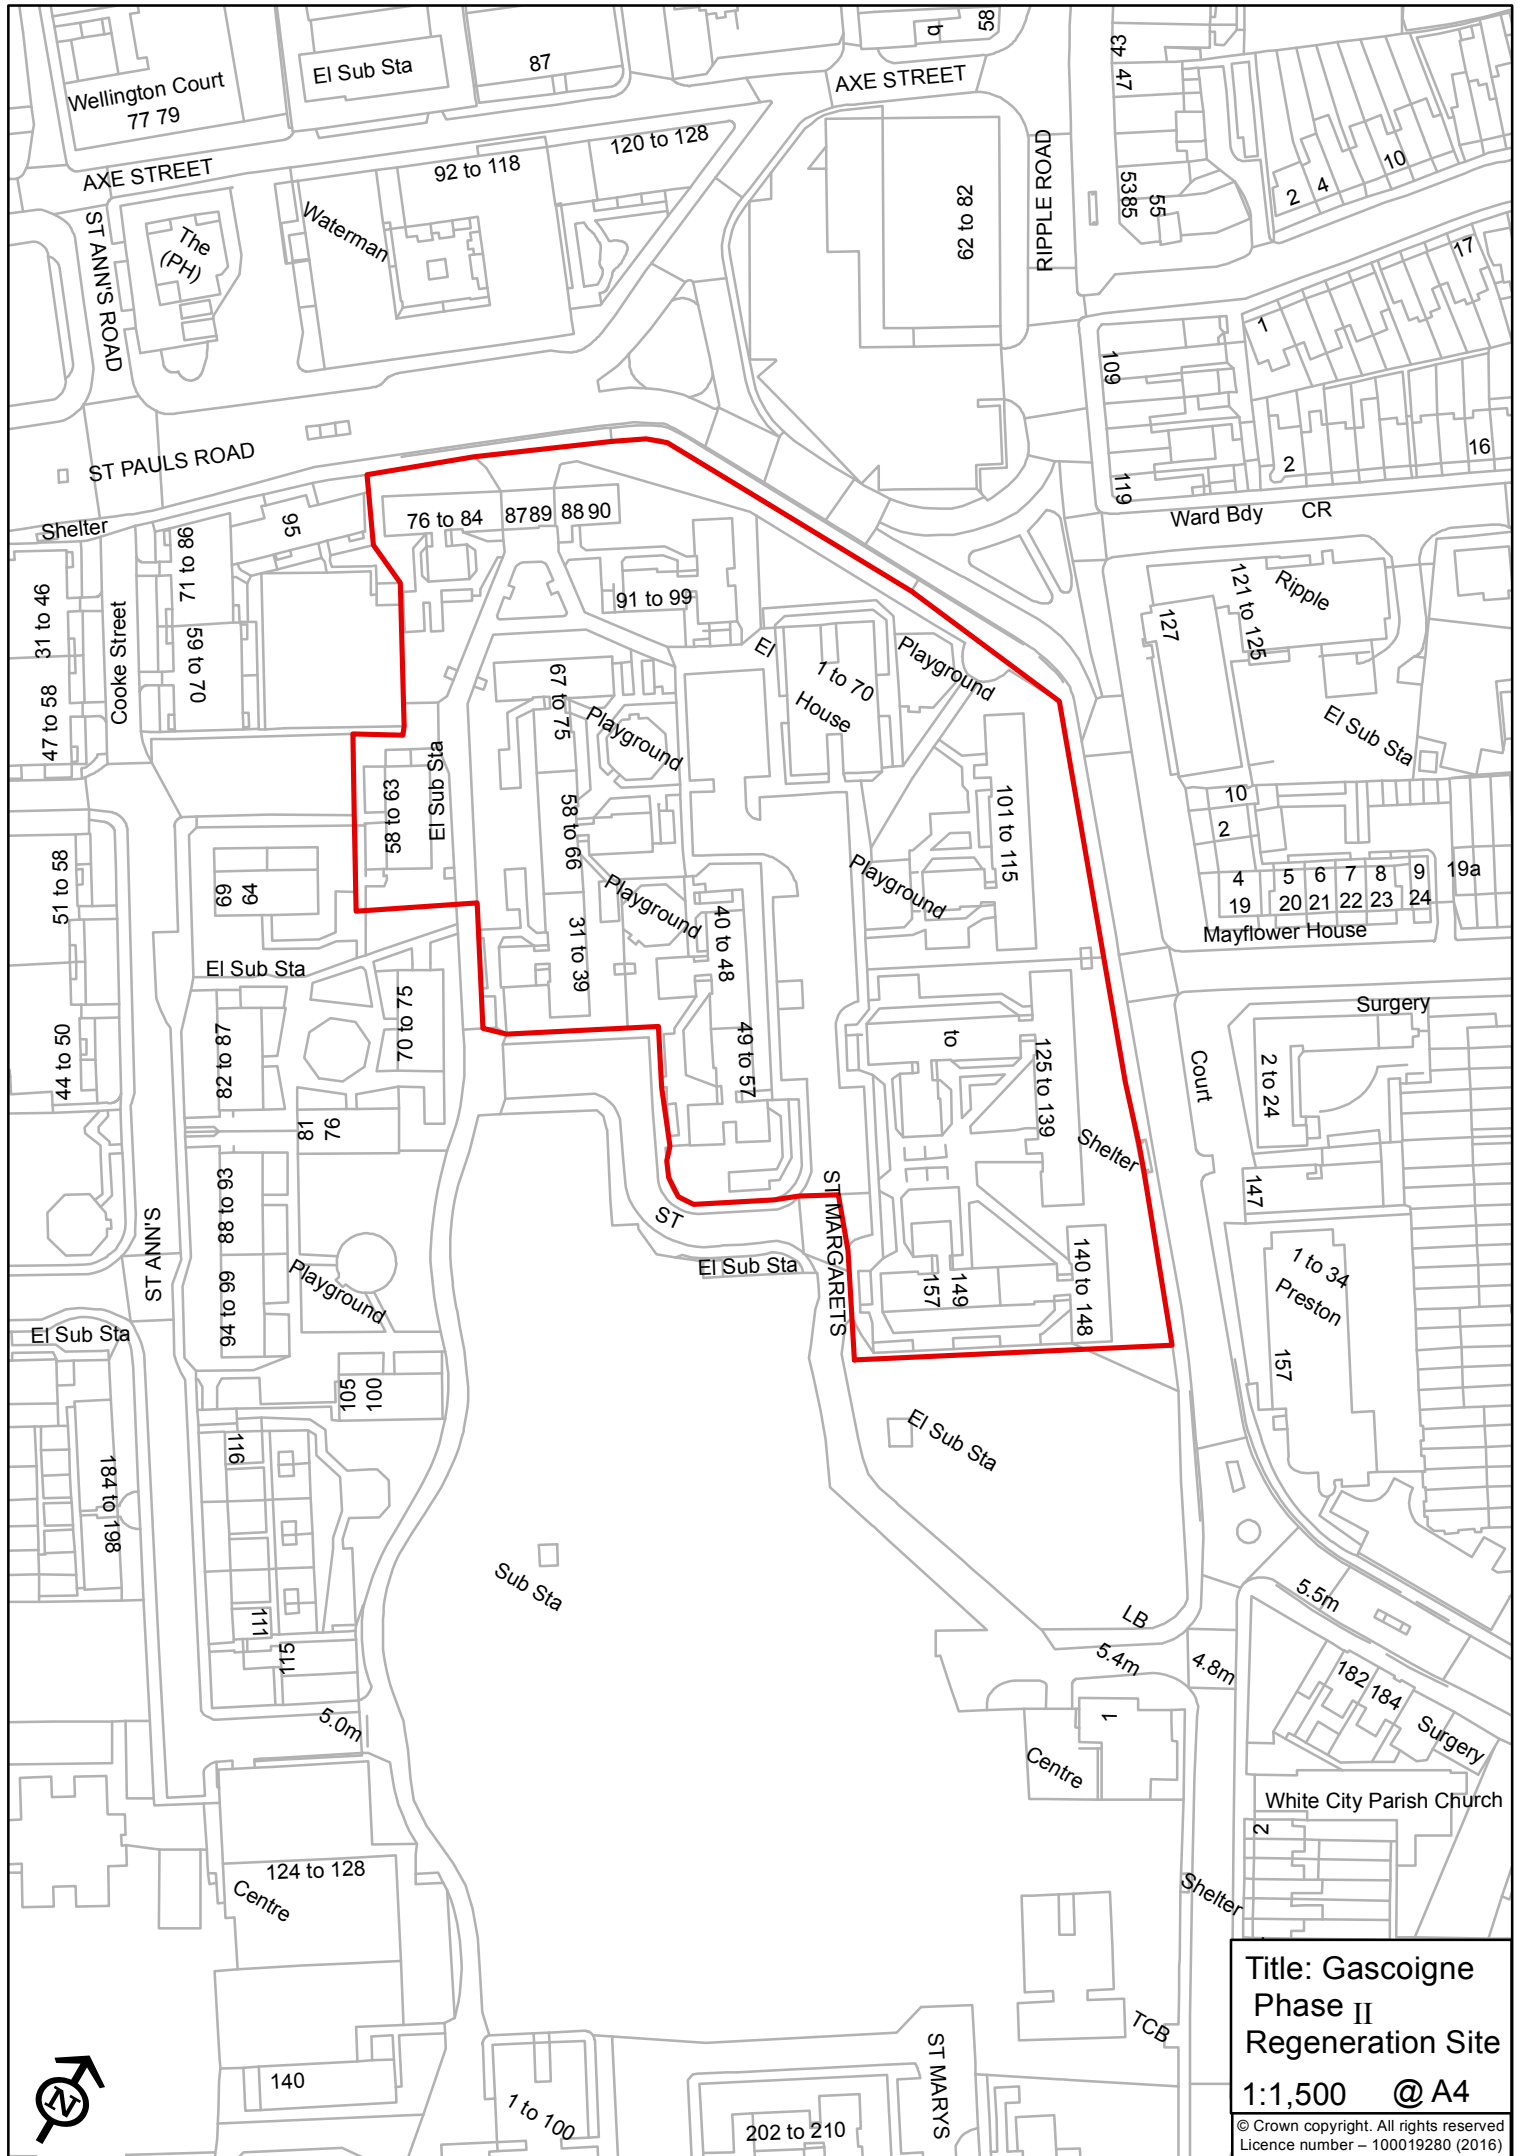 Wellington Court
77 79
El Sub Sta
87
b
58
AXE STREET
43
47
AXE STREET
92 to 118
120 to 128
RIPPLE ROAD
62 to 82
5385
55
2
4
10
17
ST ANN'S ROAD
The
(PH)
Waterman
1
109
119
2
16
ST PAULS ROAD
Shelter
95
76 to 84
8789
88 90
Ward Bdy
CR
31 to 46
47 to 58
Cooke Street
71 to 86
59 to 70
91 to 99
El
1 to 70
House
Playground
127
121 to 125
Ripple
El Sub Sta
67 to 75
Playground
58 to 63
El Sub Sta
58 to 66
101 to 115
10
2
4
19
5
20
6
21
7
22
8
23
9
24
19a
Mayflower House
51 to 58
69
64
Playground
31 to 39
40 to 48
Playground
El Sub Sta
70 to 75
49 to 57
to
125 to 139
Surgery
Court
2 to 24
44 to 50
82 to 87
81
76
Shelter
147
88 to 93
ST ANN'S
94 to 99
Playground
ST
El Sub Sta
ST MARGARETS
157
149
140 to 148
1 to 34
Preston
157
El Sub Sta
105
100
116
184 to 198
El Sub Sta
Sub Sta
111
115
5.0m
LB
5.4m
4.8m
5.5m
182
184
Surgery
1
Centre
White City Parish Church
2
124 to 128
Centre
Shelter
TCB
140
1 to 100
202 to 210
ST MARYS
N
Title: Gascoigne
Phase II
Regeneration Site
1:1,500 @ A4
© Crown copyright. All rights reserved
Licence number – 100019280 (2016)